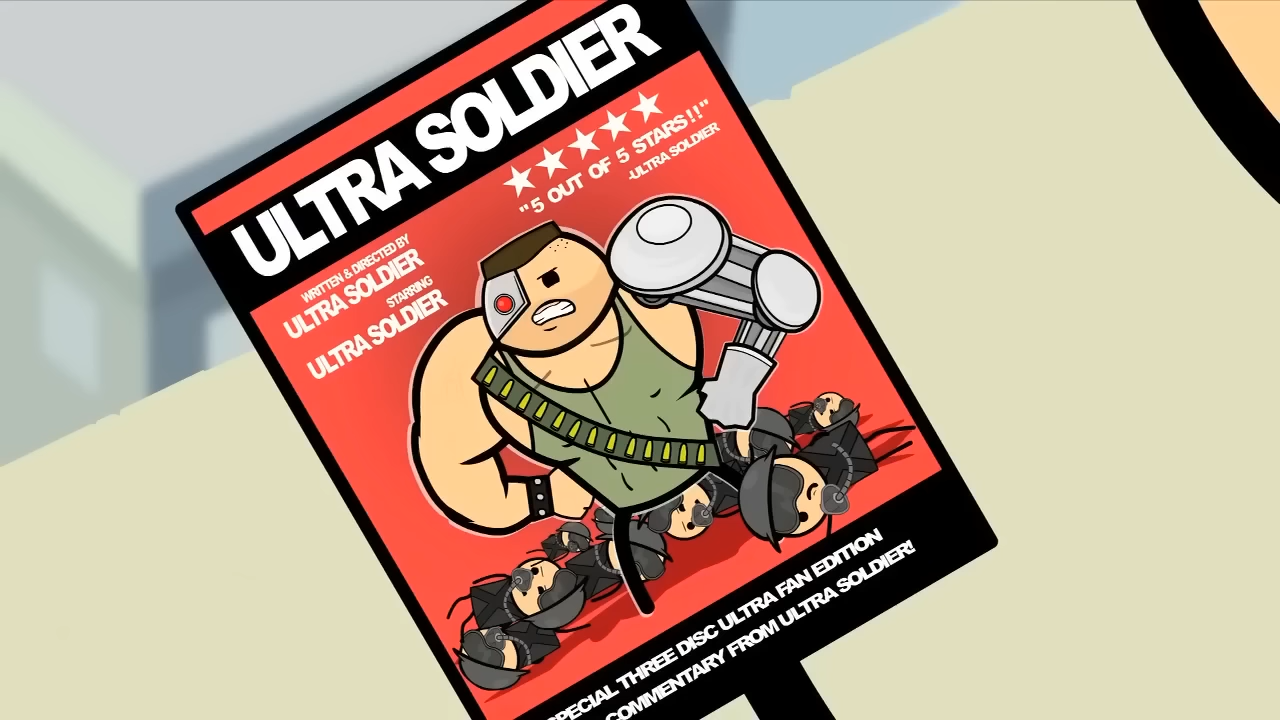 ULTRA SOLDIER
"5 OUT OF 5 STARS!!"
-ULTRA SOLDIER
WRITTEN & DIRECTED BY
ULTRA SOLDIER
STARRING
ULTRA SOLDIER
SPECIAL THREE DISC ULTRA FAN EDITION
COMMENTARY FROM ULTRA SOLDIER!